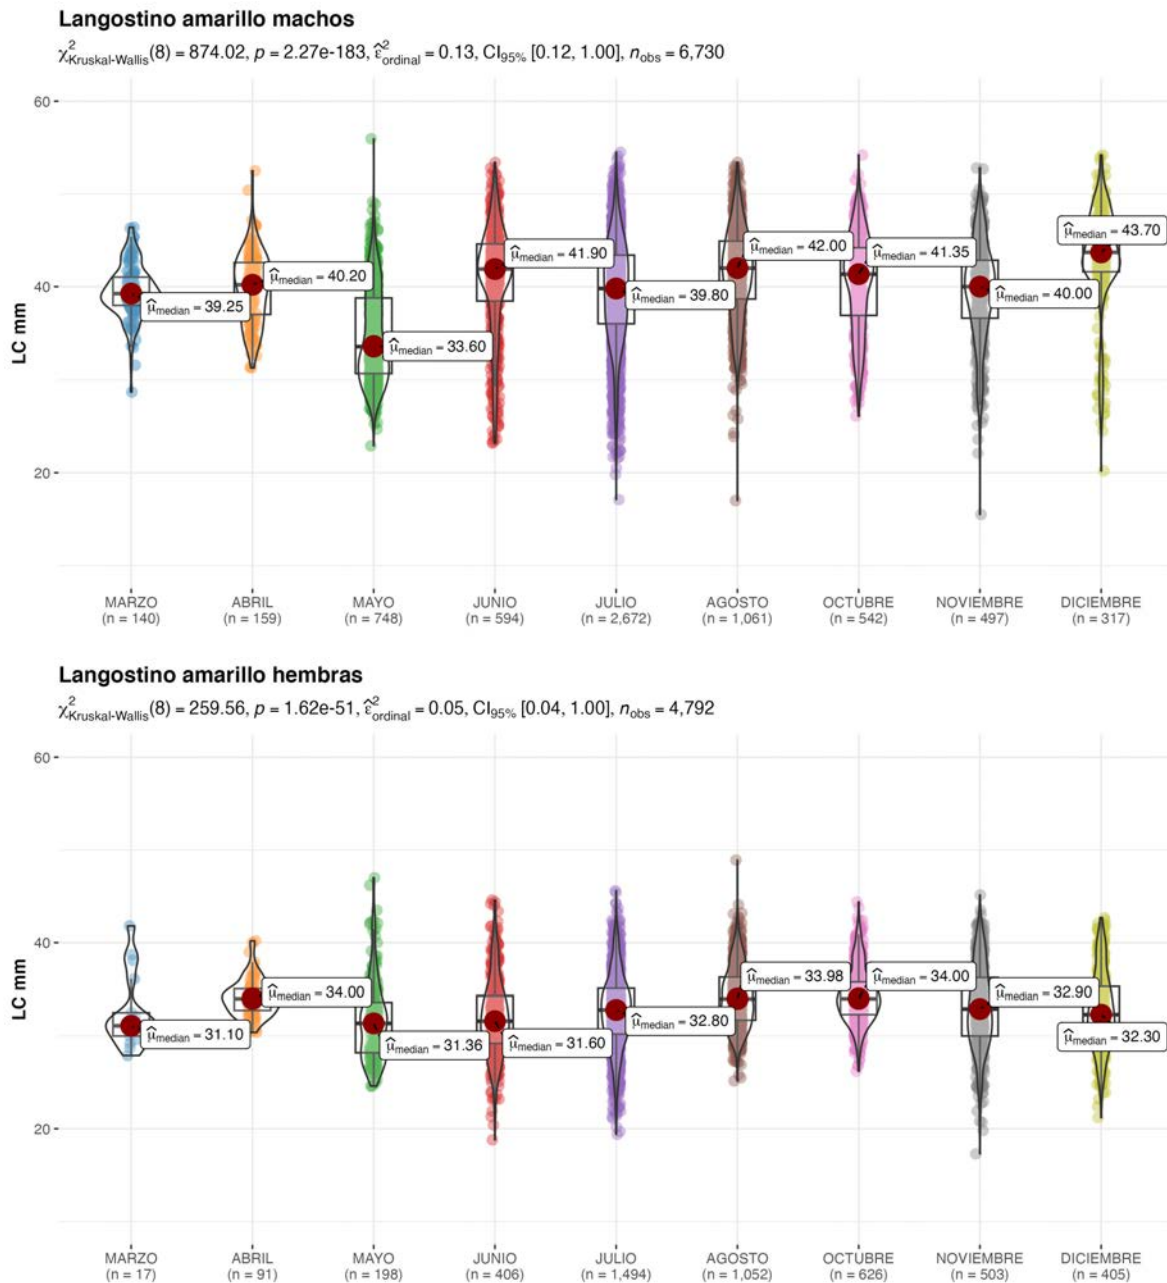 Langostino amarillo machos
χ²Kruskal-Wallis(8) = 874.02, p = 2.27e-183, ε̂²ordinal = 0.13, CI95% [0.12, 1.00], nobs = 6,730
60
40
20
LC mm
μ̂median = 39.25
μ̂median = 40.20
μ̂median = 33.60
μ̂median = 41.90
μ̂median = 39.80
μ̂median = 42.00
μ̂median = 41.35
μ̂median = 40.00
μ̂median = 43.70
MARZO ABRIL MAYO JUNIO JULIO AGOSTO OCTUBRE NOVIEMBRE DICIEMBRE
(n = 140) (n = 159) (n = 748) (n = 594) (n = 2,672) (n = 1,061) (n = 542) (n = 497) (n = 317)
Langostino amarillo hembras
χ²Kruskal-Wallis(8) = 259.56, p = 1.62e-51, ε̂²ordinal = 0.05, CI95% [0.04, 1.00], nobs = 4,792
60
40
20
LC mm
μ̂median = 31.10
μ̂median = 34.00
μ̂median = 31.36
μ̂median = 31.60
μ̂median = 32.80
μ̂median = 33.98
μ̂median = 34.00
μ̂median = 32.90
μ̂median = 32.30
MARZO ABRIL MAYO JUNIO JULIO AGOSTO OCTUBRE NOVIEMBRE DICIEMBRE
(n = 17) (n = 91) (n = 198) (n = 406) (n = 1,494) (n = 1,052) (n = 626) (n = 503) (n = 405)